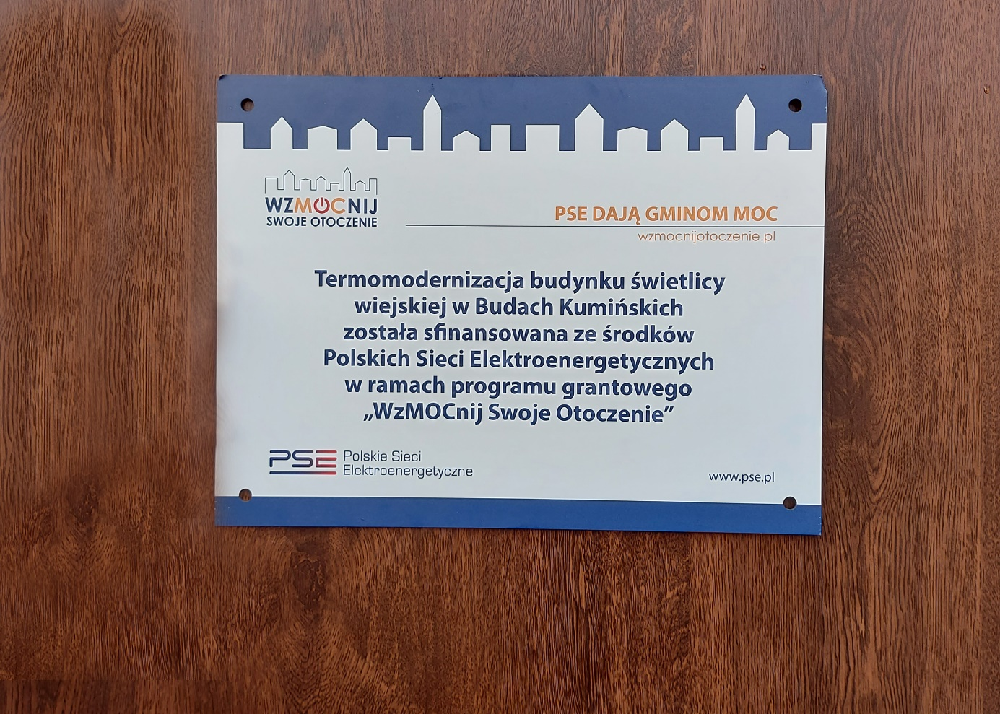 WZMOCNIJ
SWOJE OTOCZENIE
PSE DAJĄ GMINOM MOC
wzmocnijotoczenie.pl
Termomodernizacja budynku świetlicy
wiejskiej w Budach Kumińskich
została sfinansowana ze środków
Polskich Sieci Elektroenergetycznych
w ramach programu grantowego
„WzMOCnij Swoje Otoczenie”
PSE Polskie Sieci
Elektroenergetyczne
www.pse.pl